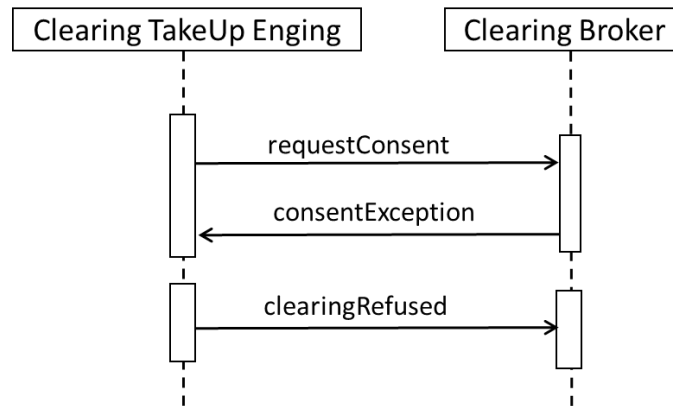 Clearing TakeUp Enging
Clearing Broker
requestConsent
consentException
clearingRefused